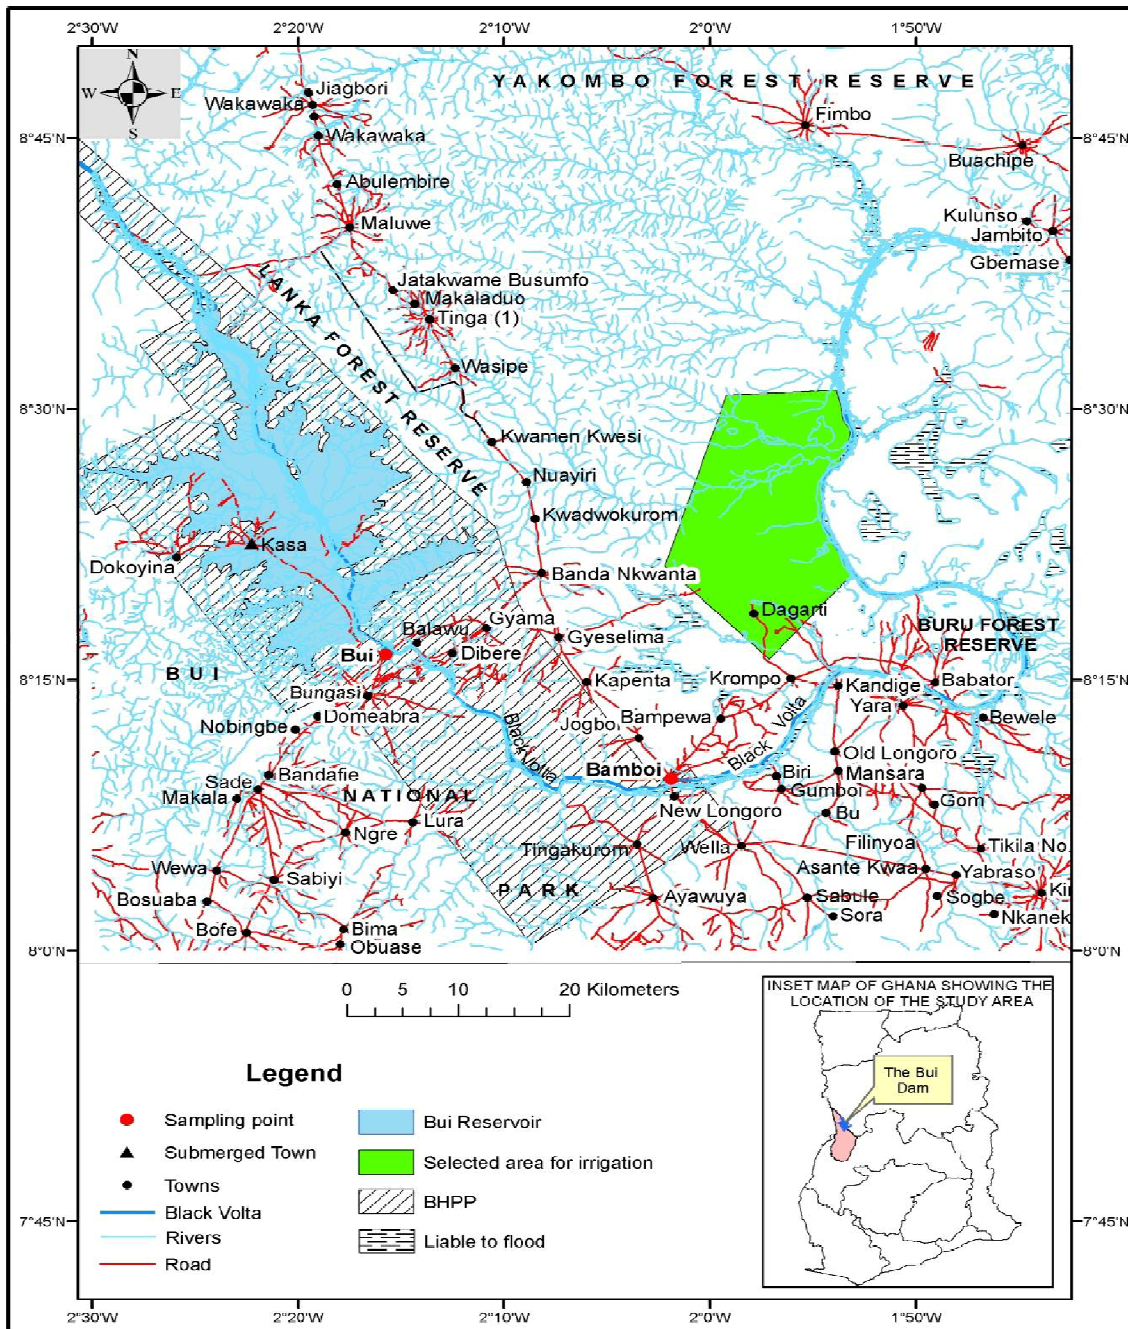 2°30'W 2°20'W 2°10'W 2°0'W 1°50'W
N
W E
S
Jiagbori
YAKOMBO FOREST RESERVE
Wakawaka
Fimbo
8°45'N
Wakawaka
8°45'N
Buachipe
Abulembire
Kulunso
Maluwe
Jambito
Gbemase
LANKA FOREST RESERVE
Jatakwame Busumfo
Makaladuo
Tinga (1)
Wasipe
8°30'N
8°30'N
Kwamen Kwesi
Nuayiri
Kwadwokurom
Kasa
Dokoyina
Banda Nkwanta
Dagarti
Gyama
BURU FOREST
RESERVE
Balawu
Gyeselima
Bui
Dibere
8°15'N
BUI
Kapenta
Krompo
Kandige
Babator
8°15'N
Bungasi
Yara
Domeabra
Jogbo
Bampewa
Bewele
Nobingbe
Black Volta
Black Volta
Old Longoro
Bamboi
Biri
Mansara
Bandafie
Sade
Gumboi
Makala
NATIONAL
New Longoro
Gom
Lura
Bu
Ngre
Filinyoa
Tingakurom
Wella
Tikila No.
Wewa
Asante Kwaa
Yabraso
Sabiyi
PARK
Bosuaba
Ayawuya
Sabule
Sogbe
Kin
Sora
Nkanek
Bofe
Bima
8°0'N
Obuase
8°0'N
0 5 10 20 Kilometers
INSET MAP OF GHANA SHOWING THE
LOCATION OF THE STUDY AREA
The Bui
Dam
Legend
Sampling point
Submerged Town
Towns
Black Volta
Rivers
Road
Bui Reservoir
Selected area for irrigation
BHPP
Liable to flood
7°45'N
7°45'N
2°30'W 2°20'W 2°10'W 2°0'W 1°50'W